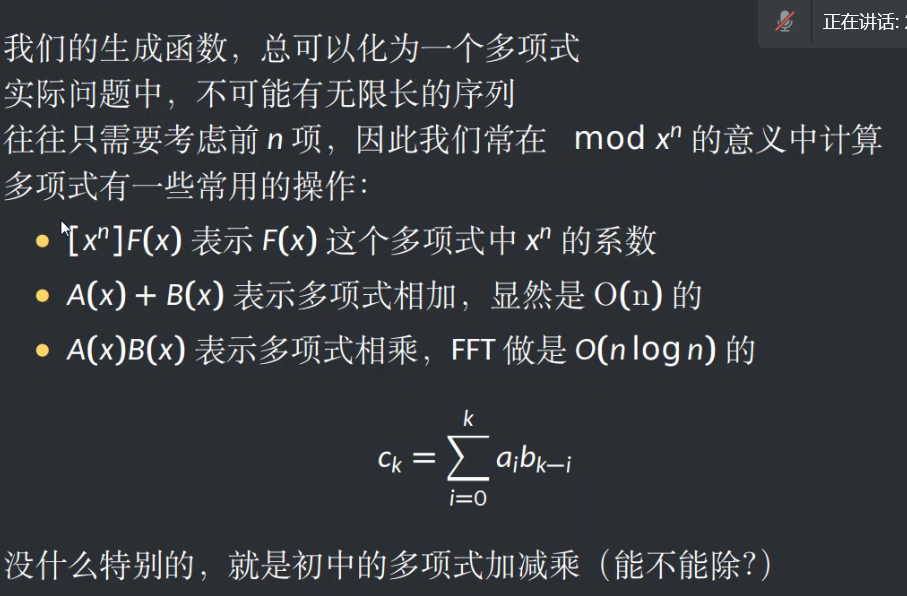 正在讲话:
我们的生成函数，总可以化为一个多项式
实际问题中，不可能有无限长的序列
往往只需要考虑前 n 项，因此我们常在 mod xⁿ 的意义中计算
多项式有一些常用的操作：
[xⁿ]F(x) 表示 F(x) 这个多项式中 xⁿ 的系数
A(x) + B(x) 表示多项式相加，显然是 O(n) 的
A(x)B(x) 表示多项式相乘，FFT 做是 O(n log n) 的
cₖ = ∑_{i=0}^{k} aᵢbₖ₋ᵢ
没什么特别的，就是初中的多项式加减乘（能不能除？）